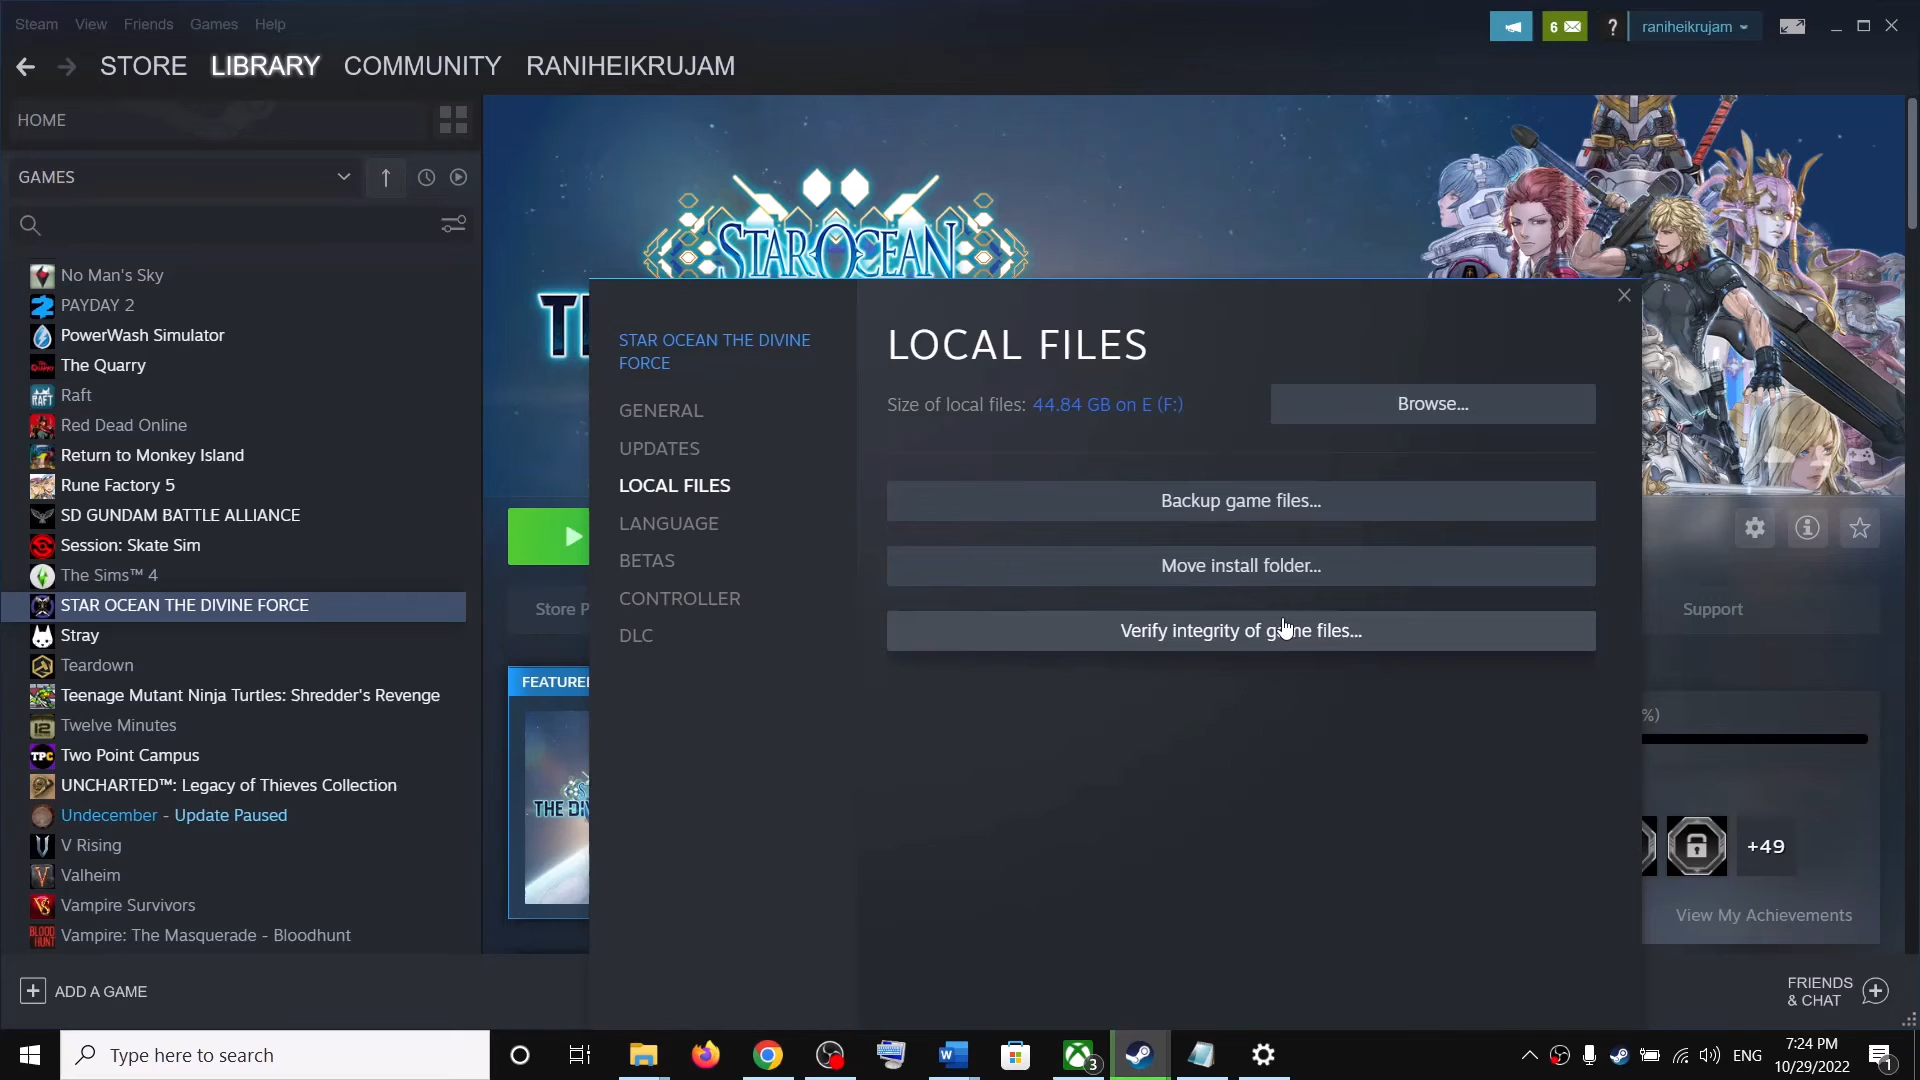 Steam View Friends Games Help
6
?
raniheikrujam
STORE LIBRARY COMMUNITY RANIHEIKRUJAM
HOME
GAMES
No Man's Sky
PAYDAY 2
PowerWash Simulator
The Quarry
Raft
Red Dead Online
Return to Monkey Island
Rune Factory 5
SD GUNDAM BATTLE ALLIANCE
Session: Skate Sim
The Sims™ 4
STAR OCEAN THE DIVINE FORCE
Stray
Teardown
Teenage Mutant Ninja Turtles: Shredder's Revenge
Twelve Minutes
Two Point Campus
UNCHARTED™: Legacy of Thieves Collection
Undecember - Update Paused
V Rising
Valheim
Vampire Survivors
Vampire: The Masquerade - Bloodhunt
ADD A GAME
STAR OCEAN
STAR OCEAN THE DIVINE
FORCE
GENERAL
UPDATES
LOCAL FILES
LANGUAGE
BETAS
CONTROLLER
DLC
LOCAL FILES
Size of local files: 44.84 GB on E (F:)
Browse...
Backup game files...
Move install folder...
Verify integrity of game files...
Store P
Support
FEATURE
%)
+49
View My Achievements
FRIENDS
& CHAT
Type here to search
3
ENG
7:24 PM
10/29/2022
1